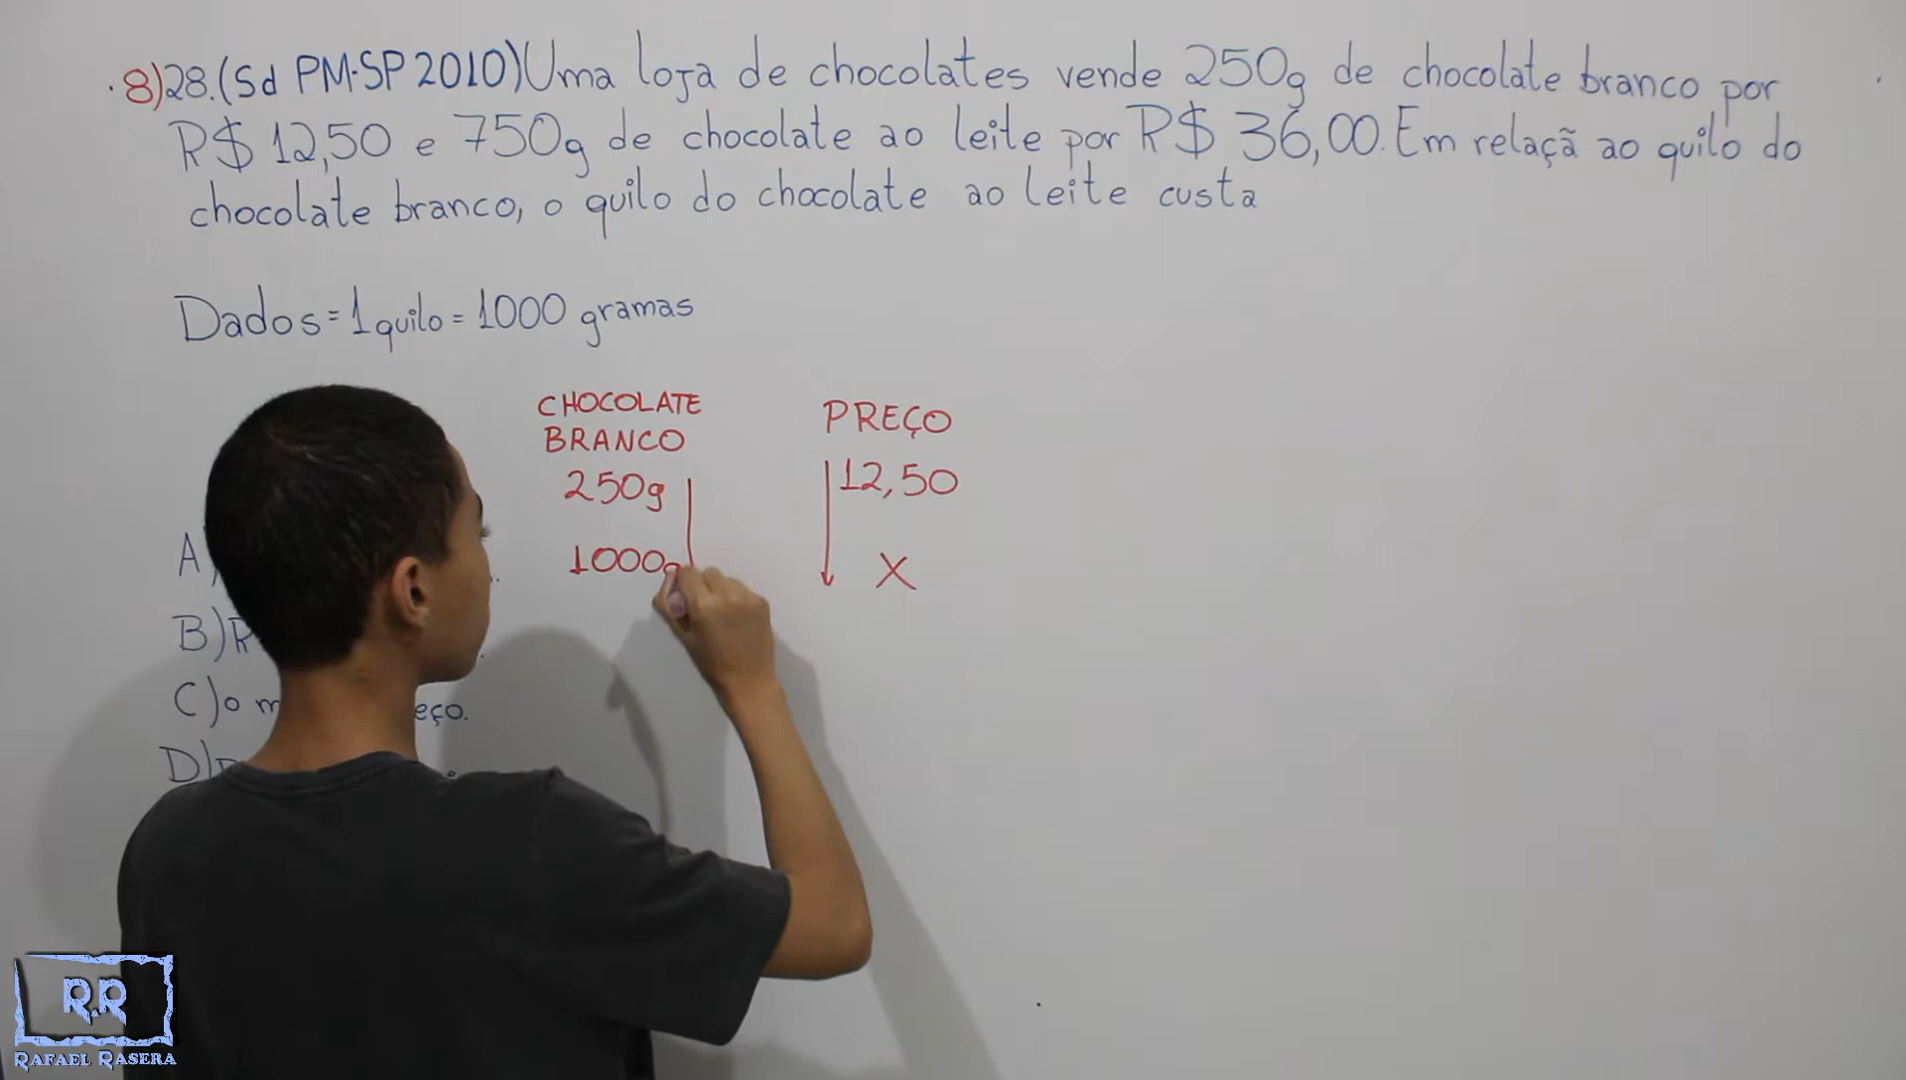 8)28.(Sd PM-SP 2010)Uma loja de chocolates vende 250g de chocolate branco por
R$ 12,50 e 750g de chocolate ao leite por R$ 36,00. Em relaçã ao quilo do
chocolate branco, o quilo do chocolate ao leite custa
Dados = 1 quilo = 1000 gramas
CHOCOLATE
BRANCO
PREÇO
250g
12,50
1000g
X
A)
B)R
C)o
D)
R.R
RAFAEL RASERA